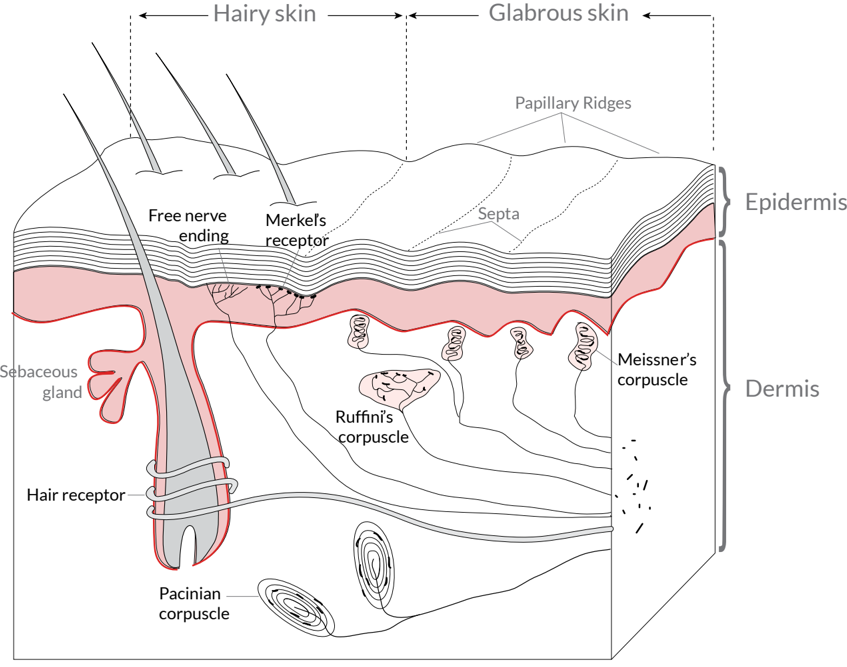 Hairy skin
Glabrous skin
Papillary Ridges
Epidermis
Free nerve
ending
Merkel's
receptor
Septa
Sebaceous
gland
Meissner's
corpuscle
Dermis
Ruffini's
corpuscle
Hair receptor
Pacinian
corpuscle